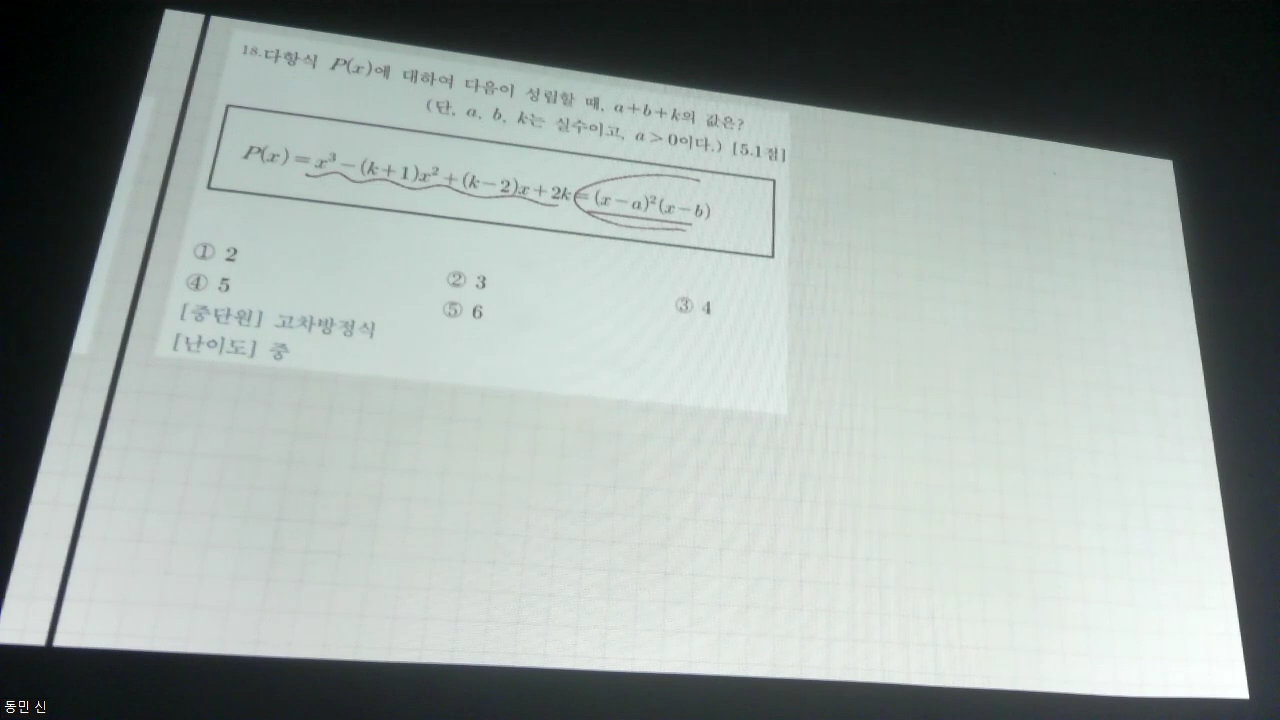 18.다항식 P(x)에 대하여 다음이 성립할 때, a+b+k의 값은?
(단, a, b, k는 실수이고, a>0이다.) [5.1점]
P(x)=x³-(k+1)x²+(k-2)x+2k=(x-a)²(x-b)
① 2
② 3
③ 4
④ 5
⑤ 6
[중단원] 고차방정식
[난이도] 중
동민 신